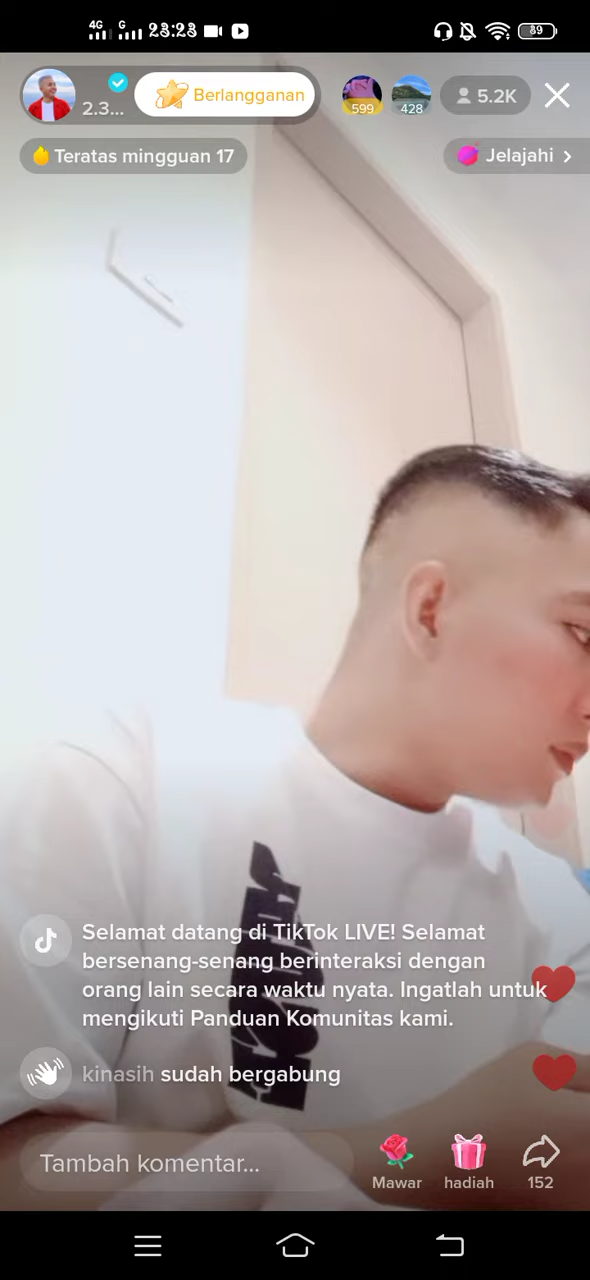 4G G 23:23 89
2.3... Berlangganan 599 428 5.2K
Teratas mingguan 17 Jelajahi
Selamat datang di TikTok LIVE! Selamat
bersenang-senang berinteraksi dengan
orang lain secara waktu nyata. Ingatlah untuk
mengikuti Panduan Komunitas kami.
kinasih sudah bergabung
Tambah komentar...
Mawar hadiah 152